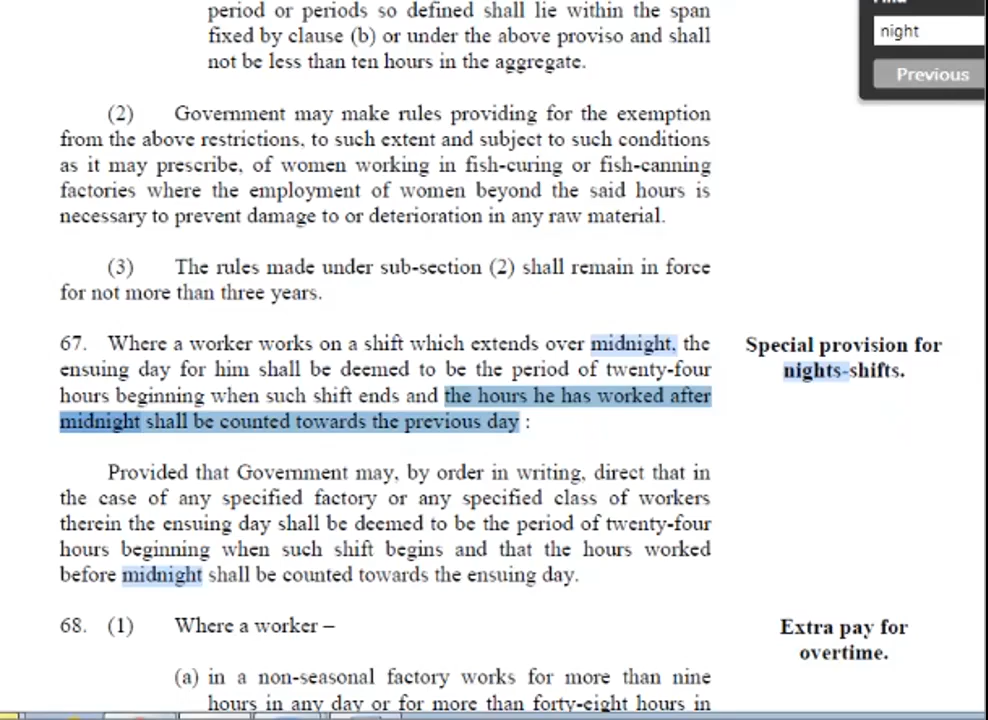 period or periods so defined shall lie within the span
fixed by clause (b) or under the above proviso and shall
not be less than ten hours in the aggregate.
night
Previous
(2) Government may make rules providing for the exemption
from the above restrictions, to such extent and subject to such conditions
as it may prescribe, of women working in fish-curing or fish-canning
factories where the employment of women beyond the said hours is
necessary to prevent damage to or deterioration in any raw material.
(3) The rules made under sub-section (2) shall remain in force
for not more than three years.
67. Where a worker works on a shift which extends over midnight, the
ensuing day for him shall be deemed to be the period of twenty-four
hours beginning when such shift ends and the hours he has worked after
midnight shall be counted towards the previous day :
Special provision for
nights-shifts.
Provided that Government may, by order in writing, direct that in
the case of any specified factory or any specified class of workers
therein the ensuing day shall be deemed to be the period of twenty-four
hours beginning when such shift begins and that the hours worked
before midnight shall be counted towards the ensuing day.
68. (1) Where a worker –
Extra pay for
overtime.
(a) in a non-seasonal factory works for more than nine
hours in any day or for more than forty-eight hours in